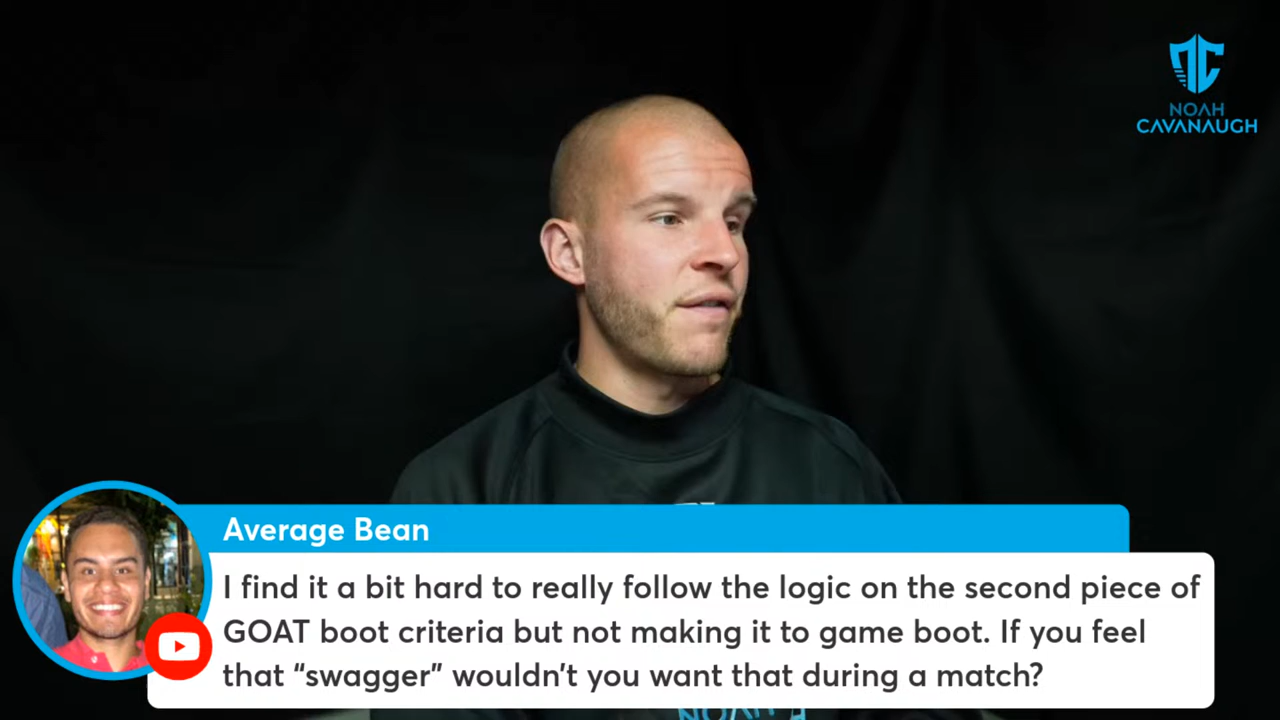 NOAH
CAVANAUGH
Average Bean
I find it a bit hard to really follow the logic on the second piece of
GOAT boot criteria but not making it to game boot. If you feel
that “swagger” wouldn’t you want that during a match?
NOAH